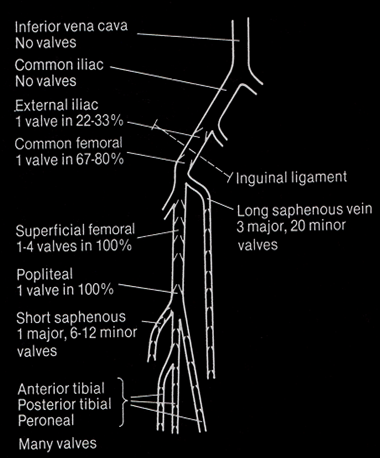 Inferior vena cava
No valves
Common iliac
No valves
External iliac
1 valve in 22-33%
Common femoral
1 valve in 67-80%
Inguinal ligament
Long saphenous vein
3 major, 20 minor
valves
Superficial femoral
1-4 valves in 100%
Popliteal
1 valve in 100%
Short saphenous
1 major, 6-12 minor
valves
Anterior tibial
Posterior tibial
Peroneal
Many valves